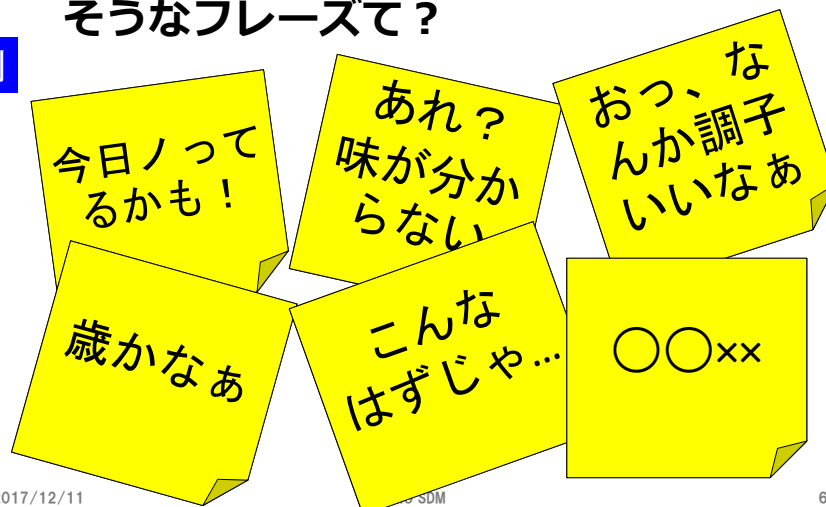 そうなフレーズて？
今日ノって
るかも！
あれ？
味が分か
らない
おっ、な
んか調子
いいなぁ
歳かなぁ
こんな
はずじゃ…
〇〇××
017/12/11
SDM
6